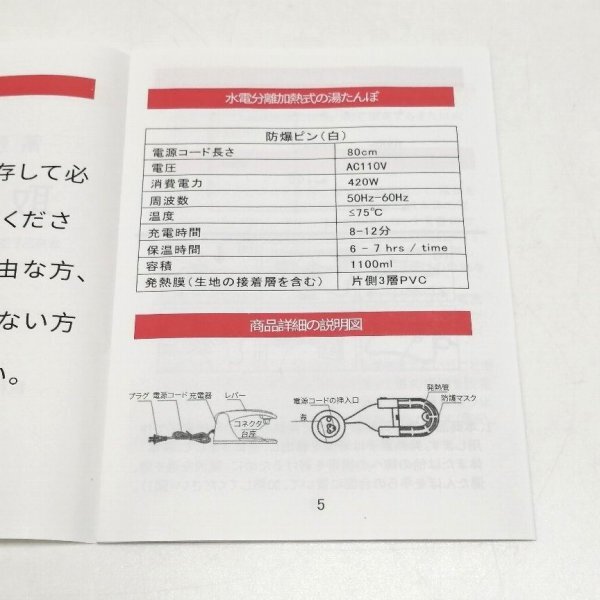 存して必
くださ
由な方、
ない方
い。
水電分離加熱式の湯たんぽ
防爆ピン(白)
電源コード長さ 80cm
電圧 AC110V
消費電力 420W
周波数 50Hz-60Hz
温度 ≤75℃
充電時間 8-12分
保温時間 6 - 7 hrs / time
容積 1100ml
発熱膜(生地の接着層を含む) 片側3層PVC
商品詳細の説明図
プラグ 電源コード 充電器 レバー
コネクタ
台座
電源コードの挿入口
発熱管
防護マスク
5